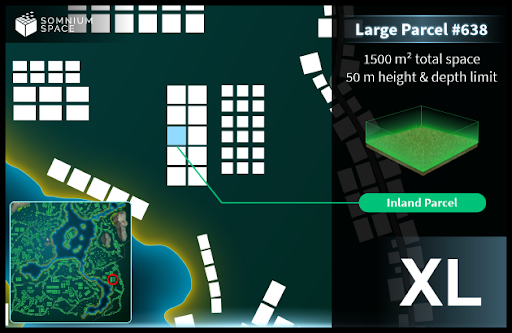 SOMNIUM
SPACE
Large Parcel #638
1500 m² total space
50 m height & depth limit
Inland Parcel
XL